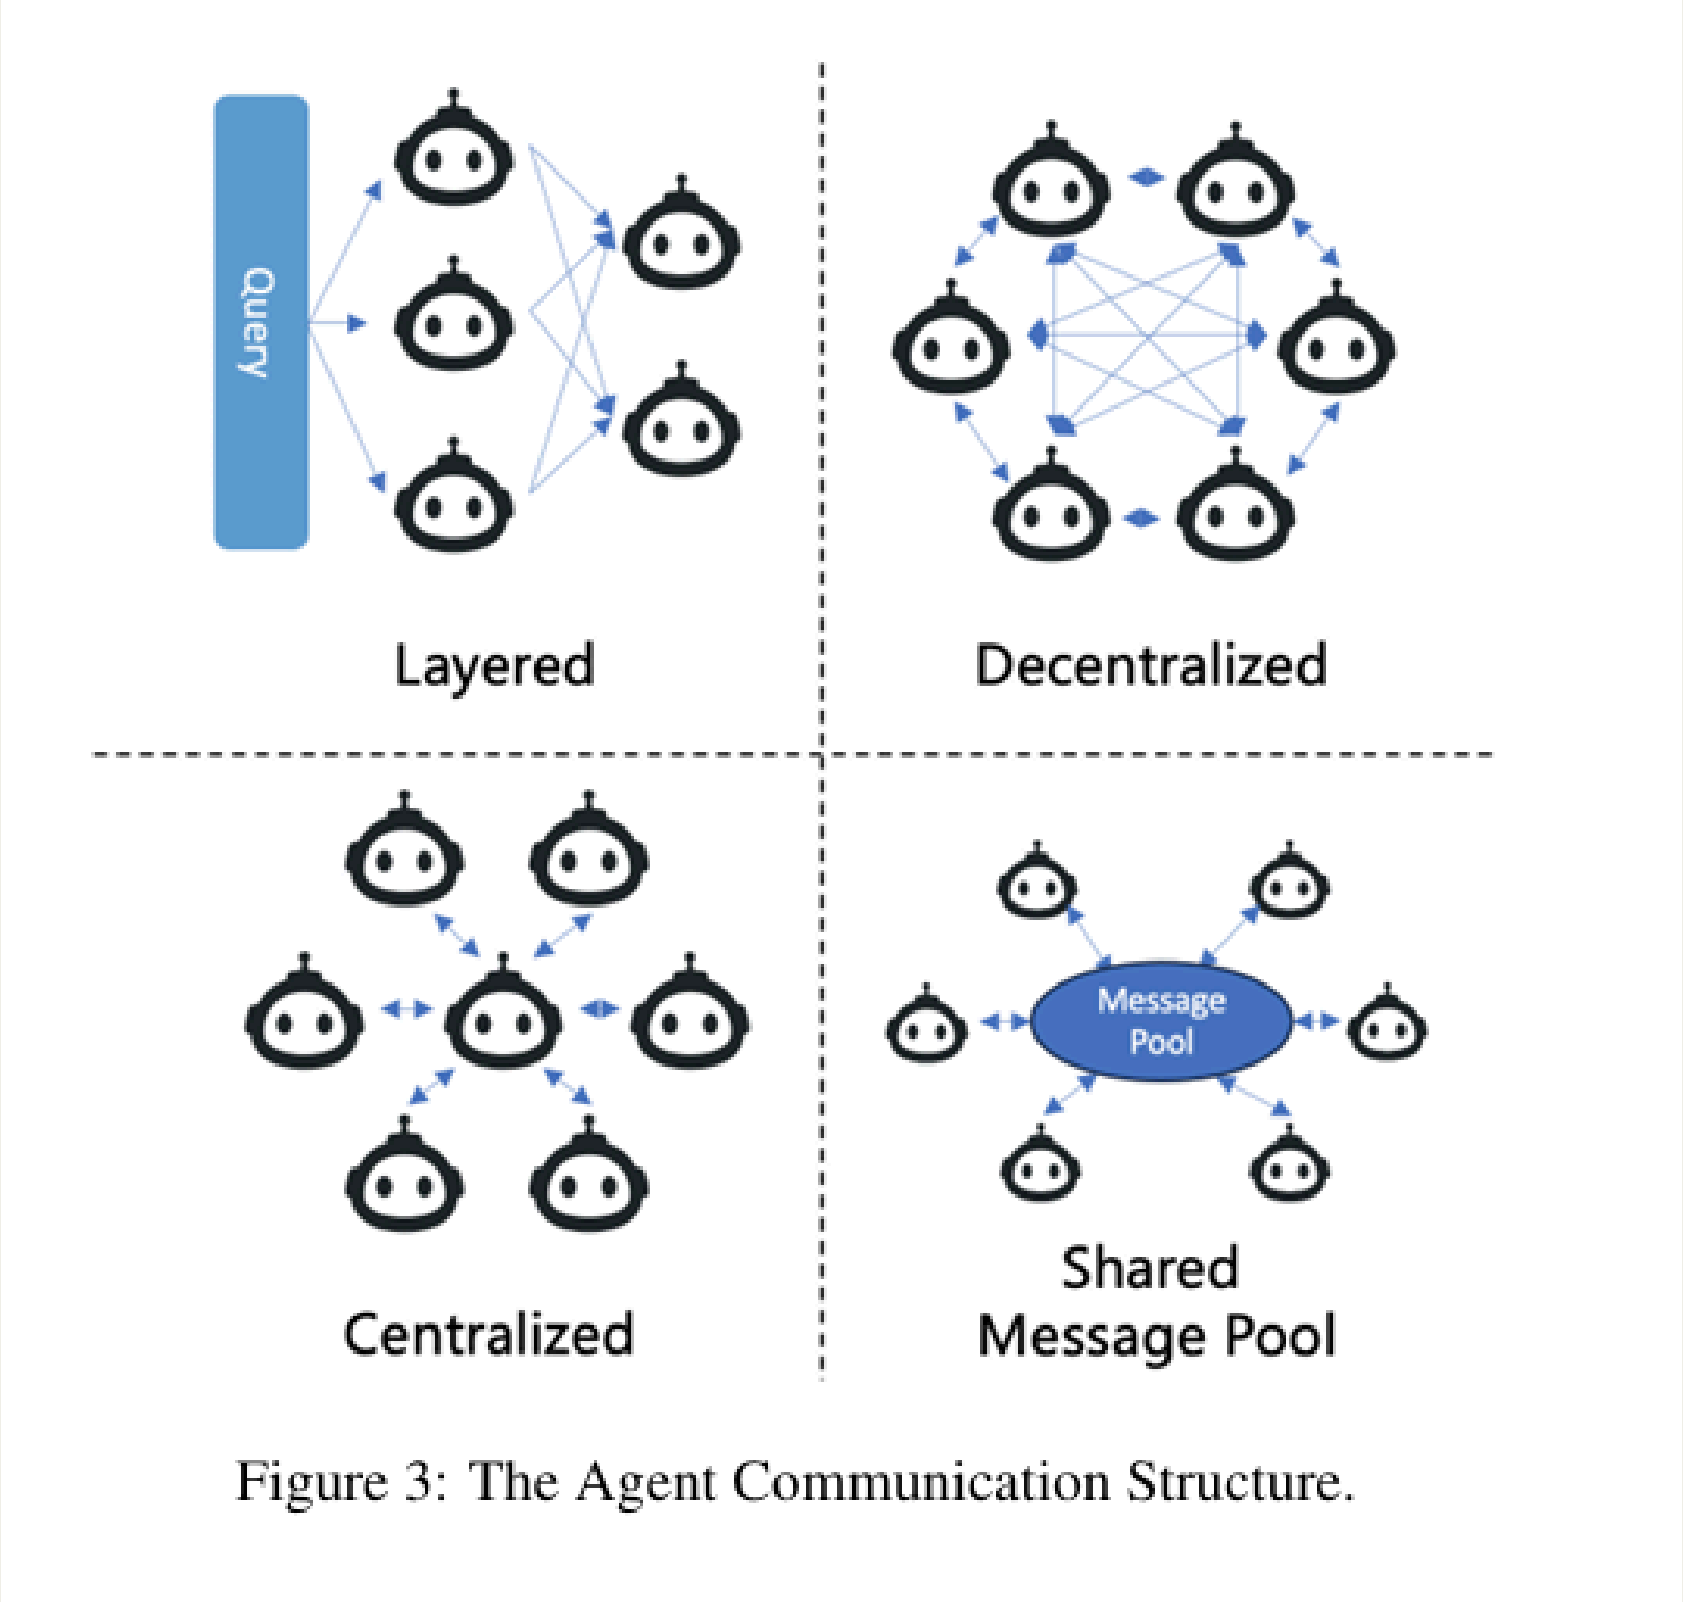 Query
Layered
Decentralized
Centralized
Message
Pool
Shared
Message Pool
Figure 3: The Agent Communication Structure.